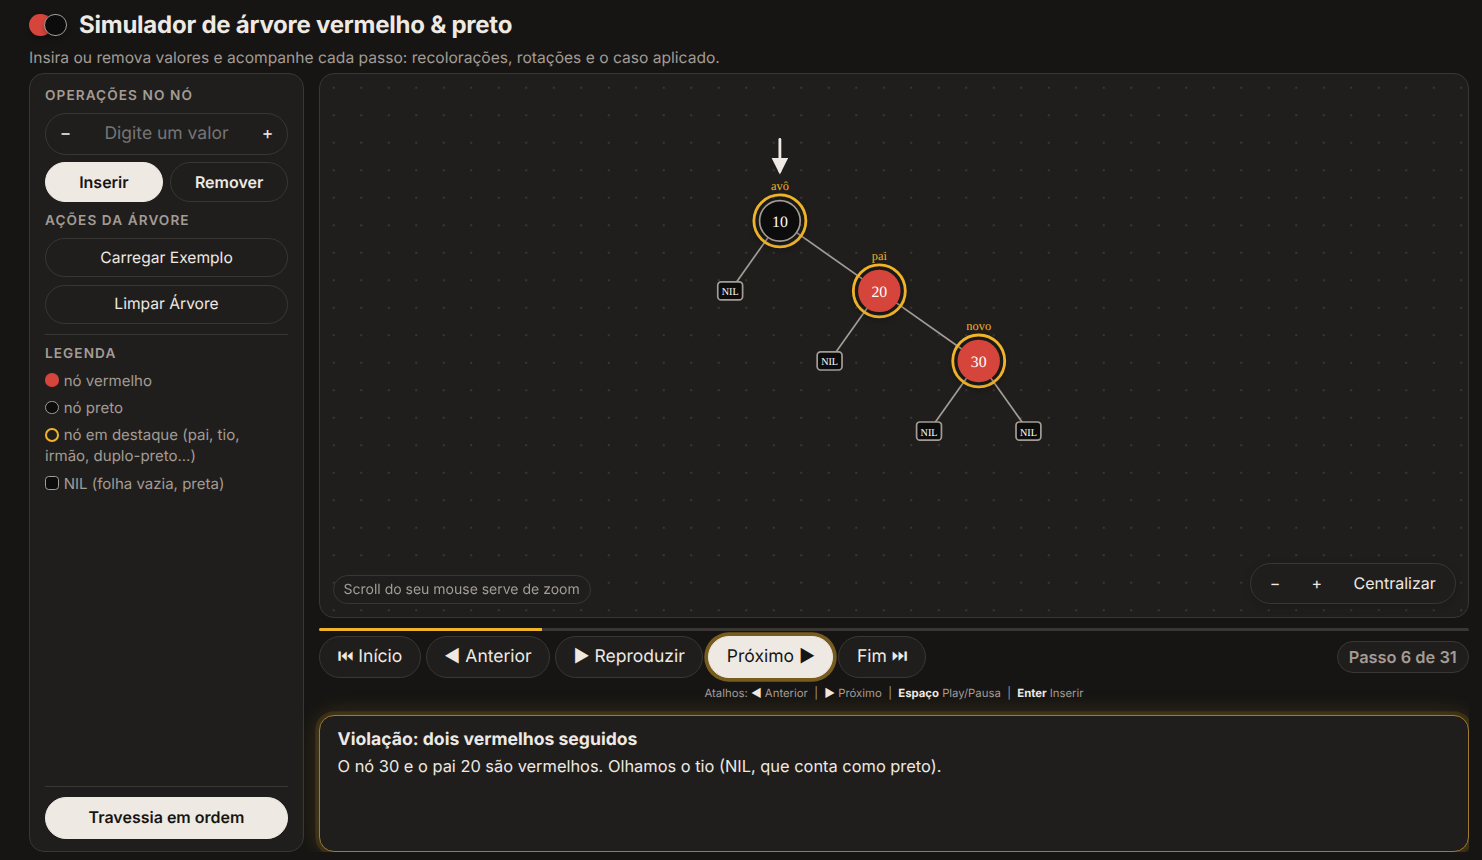 Simulador de árvore vermelho & preto
Insira ou remova valores e acompanhe cada passo: recolorações, rotações e o caso aplicado.
OPERAÇÕES NO NÓ
− Digite um valor +
Inserir Remover
AÇÕES DA ÁRVORE
Carregar Exemplo
Limpar Árvore
LEGENDA
nó vermelho
nó preto
nó em destaque (pai, tio,
irmão, duplo-preto...)
NIL (folha vazia, preta)
Travessia em ordem
avô
10
pai
NIL
20
novo
NIL
30
NIL NIL
Scroll do seu mouse serve de zoom
− + Centralizar
⏮ Início ◀ Anterior ▶ Reproduzir Próximo ▶ Fim ⏭ Passo 6 de 31
Atalhos: ◀ Anterior | ▶ Próximo | Espaço Play/Pausa | Enter Inserir
Violação: dois vermelhos seguidos
O nó 30 e o pai 20 são vermelhos. Olhamos o tio (NIL, que conta como preto).